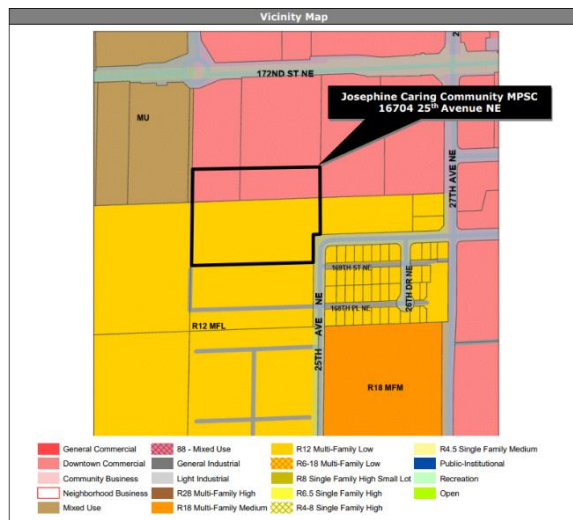 Vicinity Map
2
172ND ST NE
Josephine Caring Community MPSC
16704 25th Avenue NE
MU
27TH AVE NE
169TH ST NE
26TH DR NE
168TH PL NE
25TH AVE NE
R12 MFL
R18 MFM
General Commercial
Downtown Commercial
Community Business
Neighborhood Business
Mixed Use
88 - Mixed Use
General Industrial
Light Industrial
R28 Multi-Family High
R18 Multi-Family Medium
R12 Multi-Family Low
R6-18 Multi-Family Low
R8 Single Family High Small Lot
R6.5 Single Family High
R4-8 Single Family High
R4.5 Single Family Medium
Public-Institutional
Recreation
Open